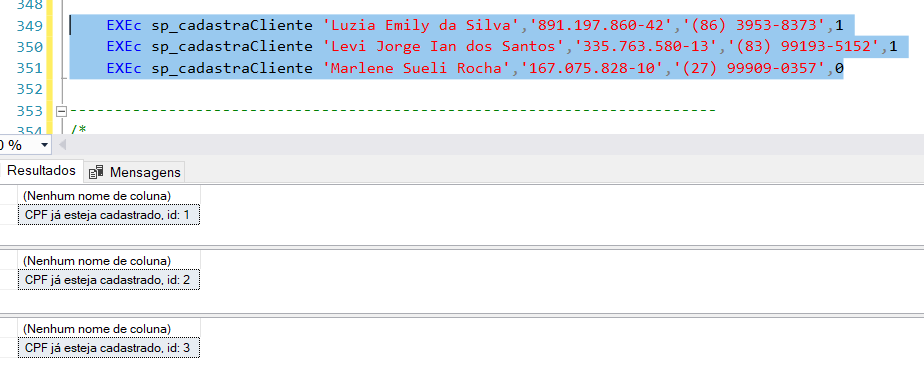 348
349 EXEc sp_cadastraCliente 'Luzia Emily da Silva','891.197.860-42','(86) 3953-8373',1
350 EXEc sp_cadastraCliente 'Levi Jorge Ian dos Santos','335.763.580-13','(83) 99193-5152',1
351 EXEc sp_cadastraCliente 'Marlene Sueli Rocha','167.075.828-10','(27) 99909-0357',0
352
353 ----------------------------------------------------------------------
354 /*
0 %
Resultados Mensagens
(Nenhum nome de coluna)
CPF já esteja cadastrado, id: 1
(Nenhum nome de coluna)
CPF já esteja cadastrado, id: 2
(Nenhum nome de coluna)
CPF já esteja cadastrado, id: 3